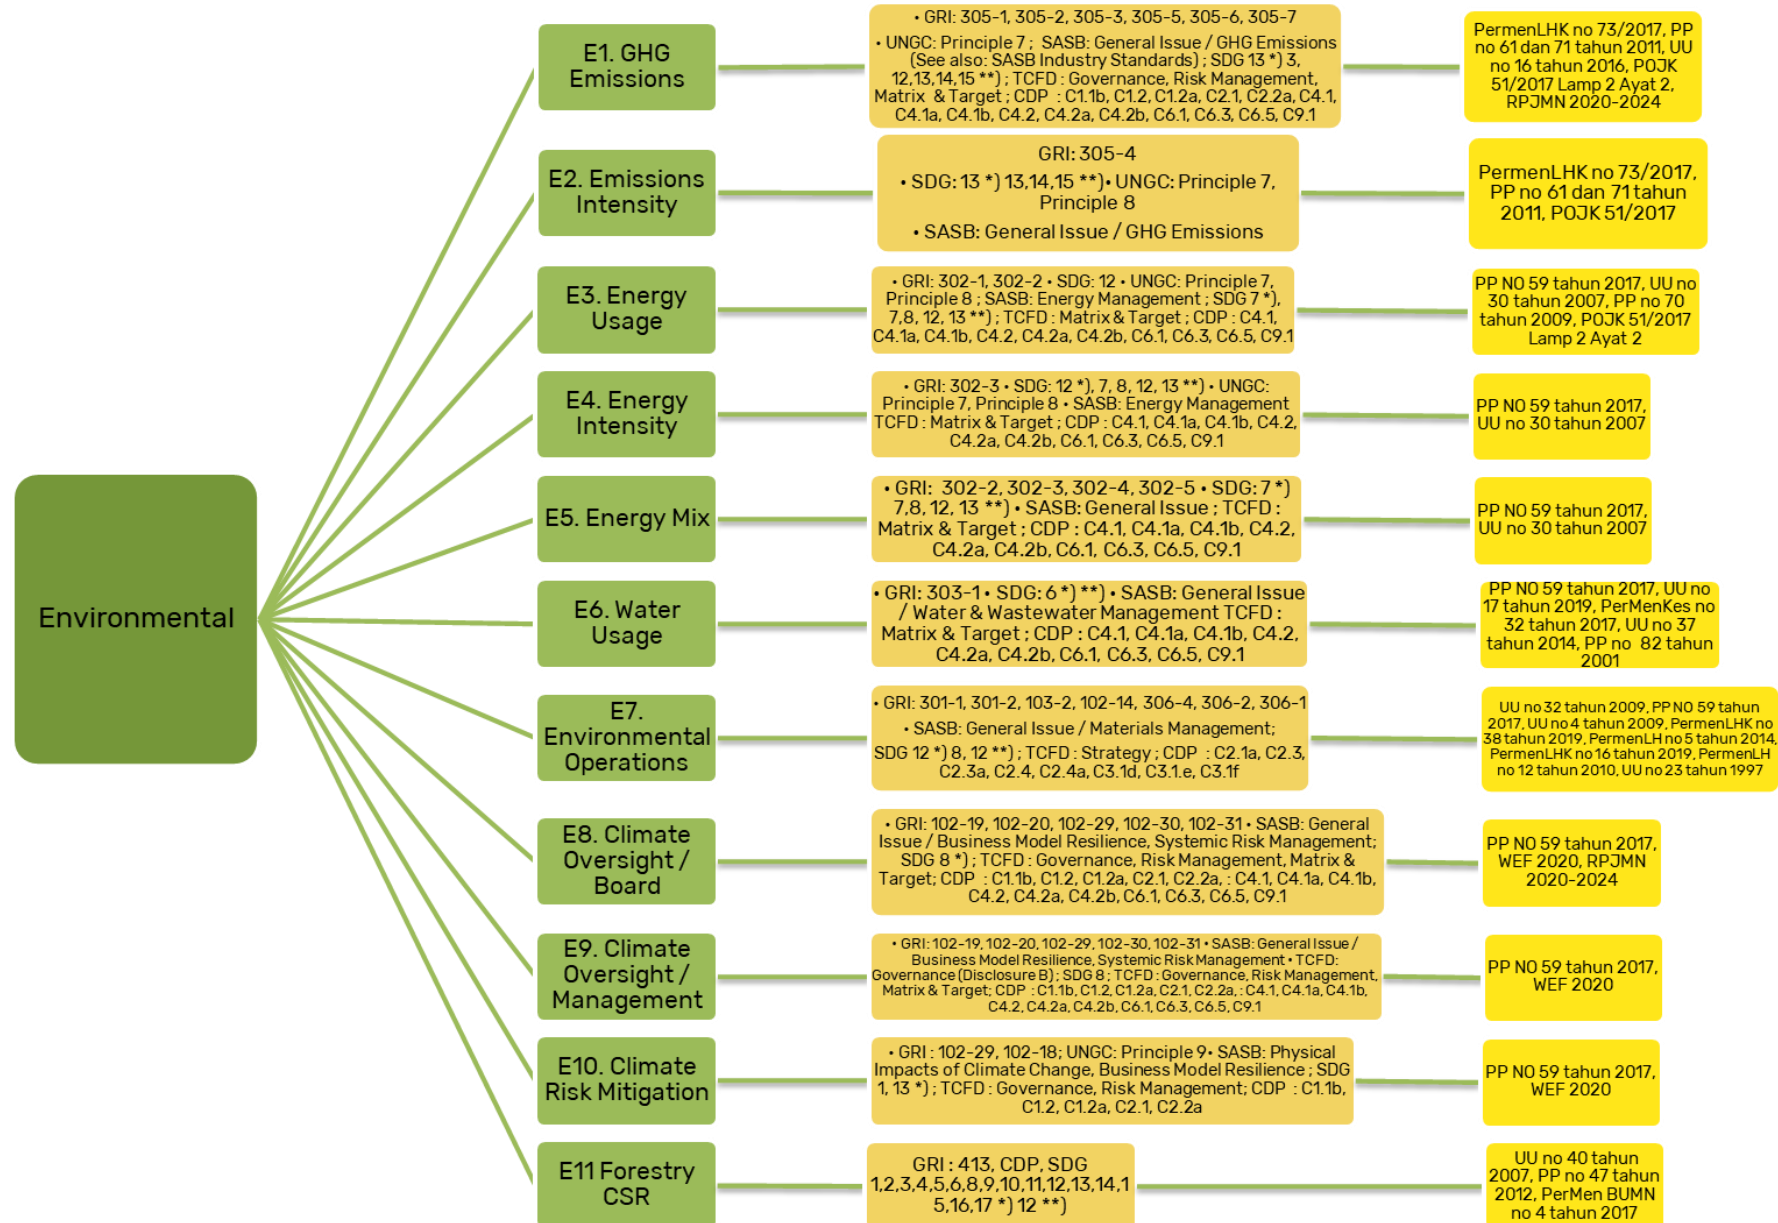 Environmental
E1. GHG
Emissions
• GRI: 305-1, 305-2, 305-3, 305-5, 305-6, 305-7
• UNGC: Principle 7 ; SASB: General Issue / GHG Emissions
(See also: SASB Industry Standards) ; SDG 13 *) 3,
12,13,14,15 **) ; TCFD : Governance, Risk Management,
Matrix & Target ; CDP : C1.1b, C1.2, C1.2a, C2.1, C2.2a, C4.1,
C4.1a, C4.1b, C4.2, C4.2a, C4.2b, C6.1, C6.3, C6.5, C9.1
PermenLHK no 73/2017, PP
no 61 dan 71 tahun 2011, UU
no 16 tahun 2016, POJK
51/2017 Lamp 2 Ayat 2,
RPJMN 2020-2024
E2. Emissions
Intensity
GRI: 305-4
• SDG: 13 *) 13,14,15 **)• UNGC: Principle 7,
Principle 8
• SASB: General Issue / GHG Emissions
PermenLHK no 73/2017,
PP no 61 dan 71 tahun
2011, POJK 51/2017
E3. Energy
Usage
• GRI: 302-1, 302-2 • SDG: 12 • UNGC: Principle 7,
Principle 8 ; SASB: Energy Management ; SDG 7 *),
7,8, 12, 13 **) ; TCFD : Matrix & Target ; CDP : C4.1,
C4.1a, C4.1b, C4.2, C4.2a, C4.2b, C6.1, C6.3, C6.5, C9.1
PP NO 59 tahun 2017, UU no
30 tahun 2007, PP no 70
tahun 2009, POJK 51/2017
Lamp 2 Ayat 2
E4. Energy
Intensity
• GRI: 302-3 • SDG: 12 *), 7, 8, 12, 13 **) • UNGC:
Principle 7, Principle 8 • SASB: Energy Management
TCFD : Matrix & Target ; CDP : C4.1, C4.1a, C4.1b, C4.2,
C4.2a, C4.2b, C6.1, C6.3, C6.5, C9.1
PP NO 59 tahun 2017,
UU no 30 tahun 2007
E5. Energy Mix
• GRI: 302-2, 302-3, 302-4, 302-5 • SDG: 7 *)
7,8, 12, 13 **) • SASB: General Issue ; TCFD :
Matrix & Target ; CDP : C4.1, C4.1a, C4.1b, C4.2,
C4.2a, C4.2b, C6.1, C6.3, C6.5, C9.1
PP NO 59 tahun 2017,
UU no 30 tahun 2007
E6. Water
Usage
• GRI: 303-1 • SDG: 6 *) **) • SASB: General Issue
/ Water & Wastewater Management TCFD :
Matrix & Target ; CDP : C4.1, C4.1a, C4.1b, C4.2,
C4.2a, C4.2b, C6.1, C6.3, C6.5, C9.1
PP NO 59 tahun 2017, UU no
17 tahun 2019, PerMenKes no
32 tahun 2017, UU no 37
tahun 2014, PP no 82 tahun
2001
E7.
Environmental
Operations
• GRI: 301-1, 301-2, 103-2, 102-14, 306-4, 306-2, 306-1
• SASB: General Issue / Materials Management;
SDG 12 *) 8, 12 **) ; TCFD : Strategy ; CDP : C2.1a, C2.3,
C2.3a, C2.4, C2.4a, C3.1d, C3.1.e, C3.1f
UU no 32 tahun 2009, PP NO 59 tahun
2017, UU no 4 tahun 2009, PermenLHK no
38 tahun 2019, PermenLH no 5 tahun 2014,
PermenLHK no 16 tahun 2019, PermenLH
no 12 tahun 2010, UU no 23 tahun 1997
E8. Climate
Oversight /
Board
• GRI: 102-19, 102-20, 102-29, 102-30, 102-31 • SASB: General
Issue / Business Model Resilience, Systemic Risk Management;
SDG 8 *) ; TCFD : Governance, Risk Management, Matrix &
Target; CDP : C1.1b, C1.2, C1.2a, C2.1, C2.2a, : C4.1, C4.1a, C4.1b,
C4.2, C4.2a, C4.2b, C6.1, C6.3, C6.5, C9.1
PP NO 59 tahun 2017,
WEF 2020, RPJMN
2020-2024
E9. Climate
Oversight /
Management
• GRI: 102-19, 102-20, 102-29, 102-30, 102-31 • SASB: General Issue /
Business Model Resilience, Systemic Risk Management • TCFD:
Governance (Disclosure B) ; SDG 8 ; TCFD : Governance, Risk Management,
Matrix & Target; CDP : C1.1b, C1.2, C1.2a, C2.1, C2.2a, : C4.1, C4.1a, C4.1b,
C4.2, C4.2a, C4.2b, C6.1, C6.3, C6.5, C9.1
PP NO 59 tahun 2017,
WEF 2020
E10. Climate
Risk Mitigation
• GRI : 102-29, 102-18; UNGC: Principle 9• SASB: Physical
Impacts of Climate Change, Business Model Resilience ; SDG
1, 13 *) ; TCFD : Governance, Risk Management; CDP : C1.1b,
C1.2, C1.2a, C2.1, C2.2a
PP NO 59 tahun 2017,
WEF 2020
E11 Forestry
CSR
GRI : 413, CDP, SDG
1,2,3,4,5,6,8,9,10,11,12,13,14,1
5,16,17 *) 12 **)
UU no 40 tahun
2007, PP no 47 tahun
2012, PerMen BUMN
no 4 tahun 2017